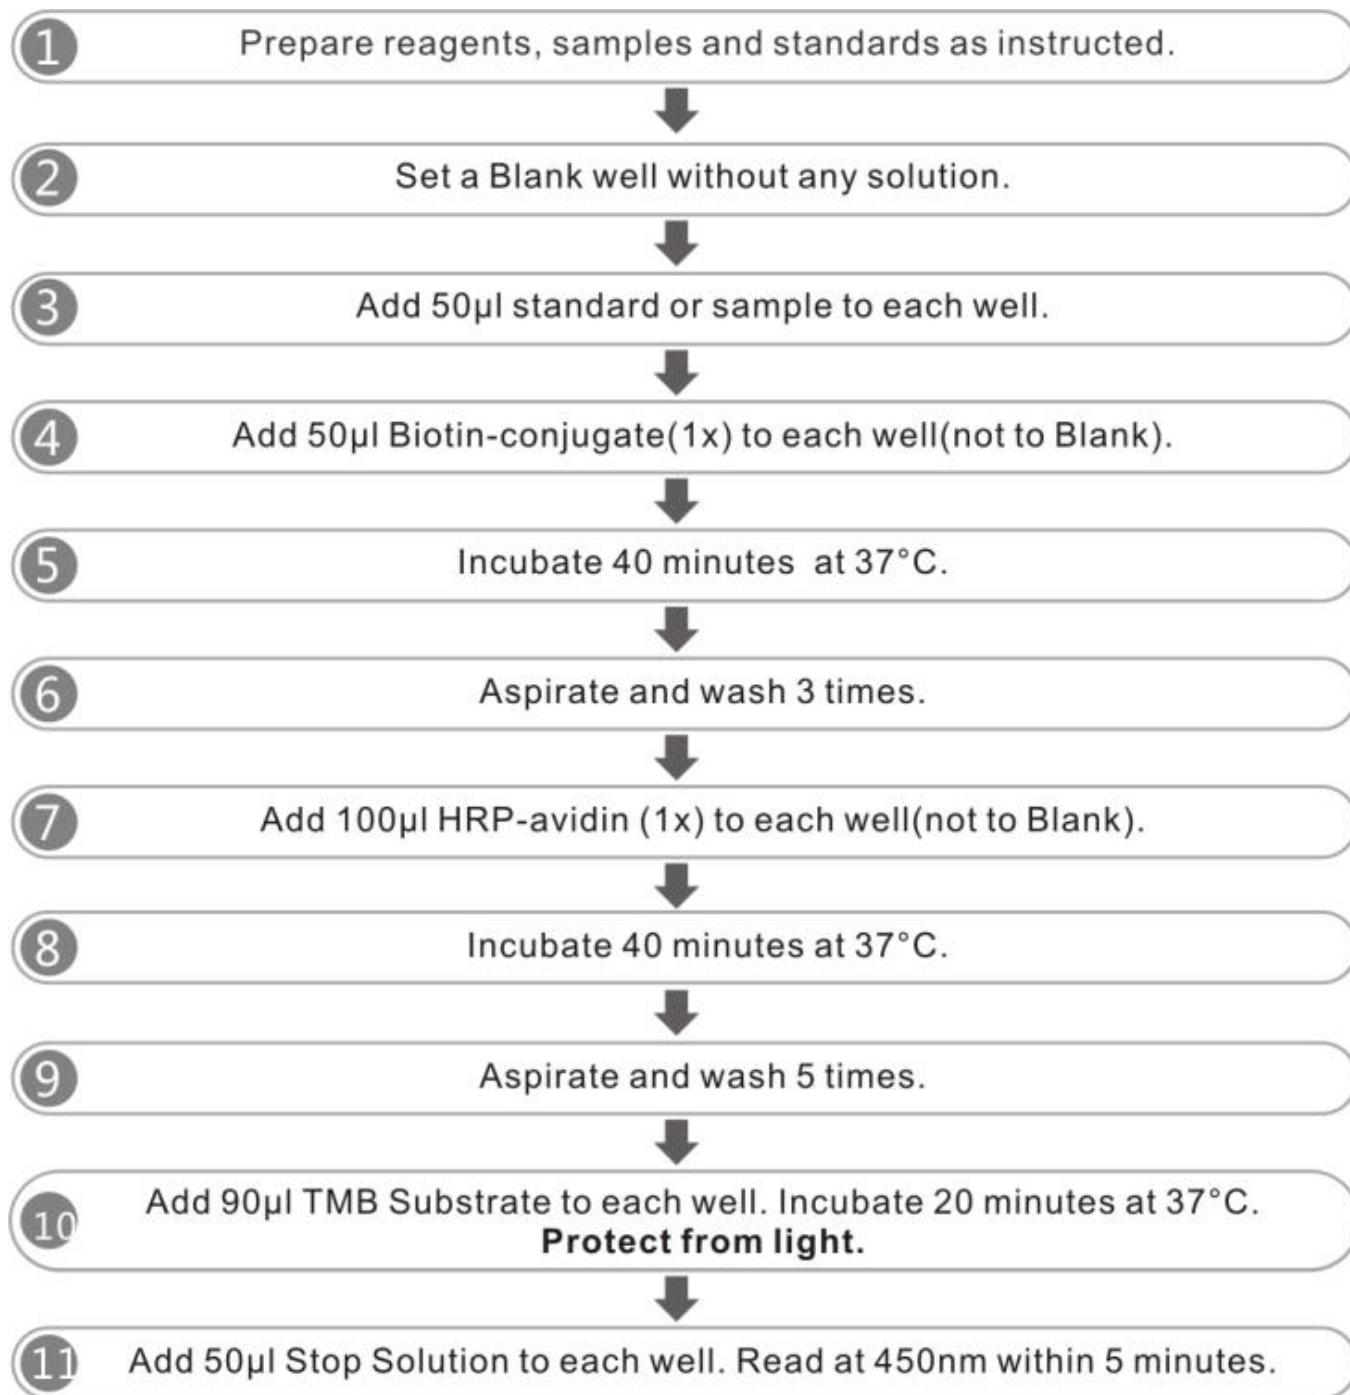 1 Prepare reagents, samples and standards as instructed.
2 Set a Blank well without any solution.
3 Add 50µl standard or sample to each well.
4 Add 50µl Biotin-conjugate(1x) to each well(not to Blank).
5 Incubate 40 minutes at 37°C.
6 Aspirate and wash 3 times.
7 Add 100µl HRP-avidin (1x) to each well(not to Blank).
8 Incubate 40 minutes at 37°C.
9 Aspirate and wash 5 times.
10 Add 90µl TMB Substrate to each well. Incubate 20 minutes at 37°C.
Protect from light.
11 Add 50µl Stop Solution to each well. Read at 450nm within 5 minutes.